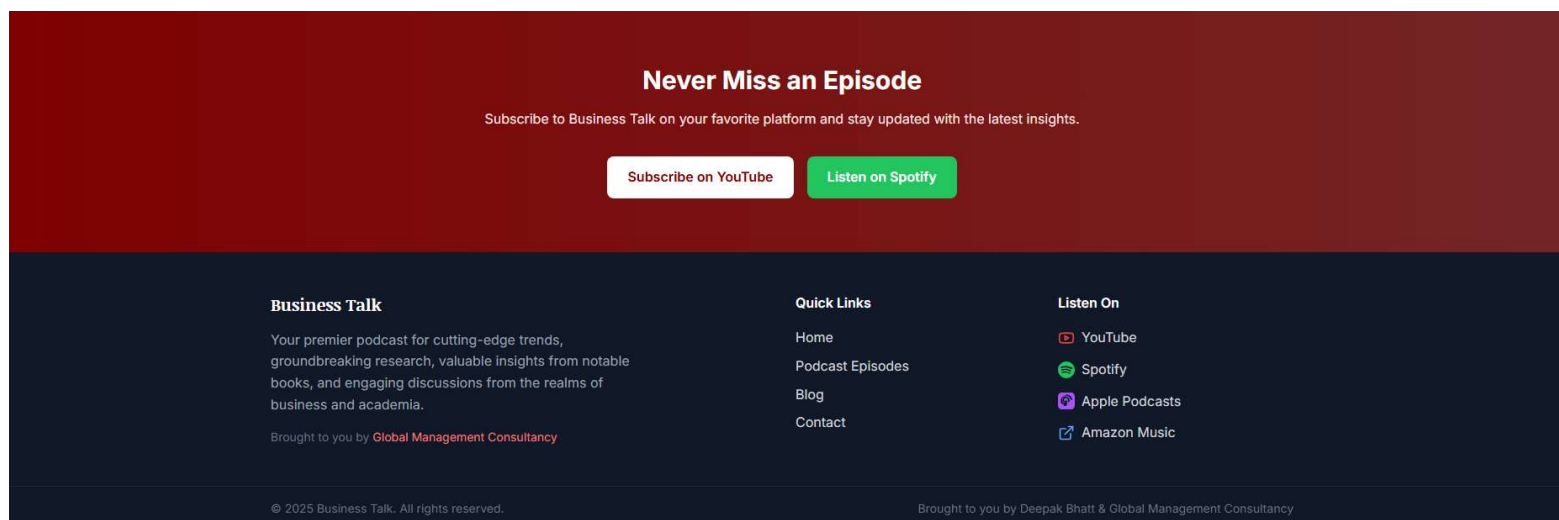 Never Miss an Episode
Subscribe to Business Talk on your favorite platform and stay updated with the latest insights.
Subscribe on YouTube
Listen on Spotify
Business Talk
Your premier podcast for cutting-edge trends,
groundbreaking research, valuable insights from notable
books, and engaging discussions from the realms of
business and academia.
Brought to you by Global Management Consultancy
Quick Links
Home
Podcast Episodes
Blog
Contact
Listen On
YouTube
Spotify
Apple Podcasts
Amazon Music
© 2025 Business Talk. All rights reserved.
Brought to you by Deepak Bhatt & Global Management Consultancy